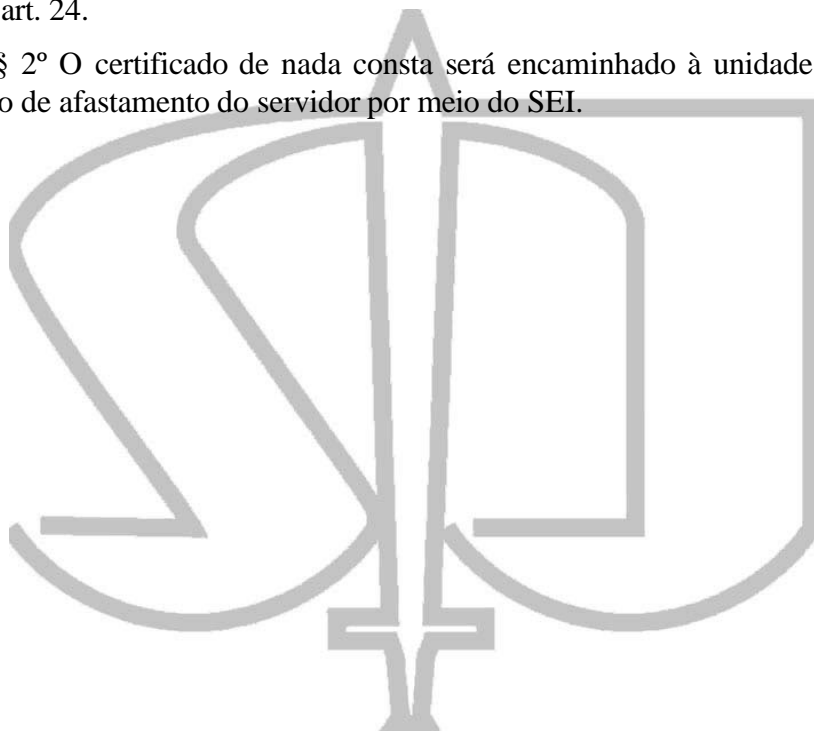 art. 24.
§ 2º O certificado de nada consta será encaminhado à unidade
o de afastamento do servidor por meio do SEI.